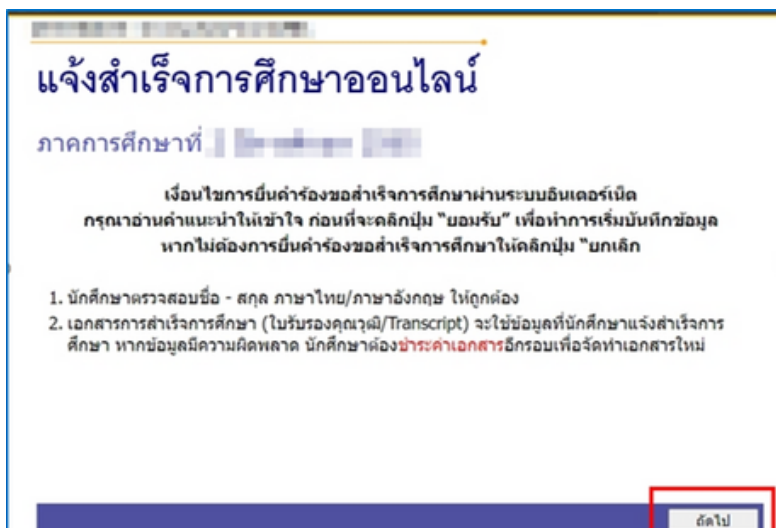 แจ้งสำเร็จการศึกษาออนไลน์
ภาคการศึกษาที่
เงื่อนไขการยื่นคำร้องขอสำเร็จการศึกษาผ่านระบบอินเตอร์เน็ต
กรุณาอ่านคำแนะนำให้เข้าใจ ก่อนที่จะคลิกปุ่ม "ยอมรับ" เพื่อทำการเริ่มบันทึกข้อมูล
หากไม่ต้องการยื่นคำร้องขอสำเร็จการศึกษาให้คลิกปุ่ม "ยกเลิก
1. นักศึกษาตรวจสอบชื่อ - สกุล ภาษาไทย/ภาษาอังกฤษ ให้ถูกต้อง
2. เอกสารการสำเร็จการศึกษา (ใบรับรองคุณวุฒิ/Transcript) จะใช้ข้อมูลที่นักศึกษาแจ้งสำเร็จการ
ศึกษา หากข้อมูลมีความผิดพลาด นักศึกษาต้องชำระค่าเอกสารอีกรอบเพื่อจัดทำเอกสารใหม่
ถัดไป